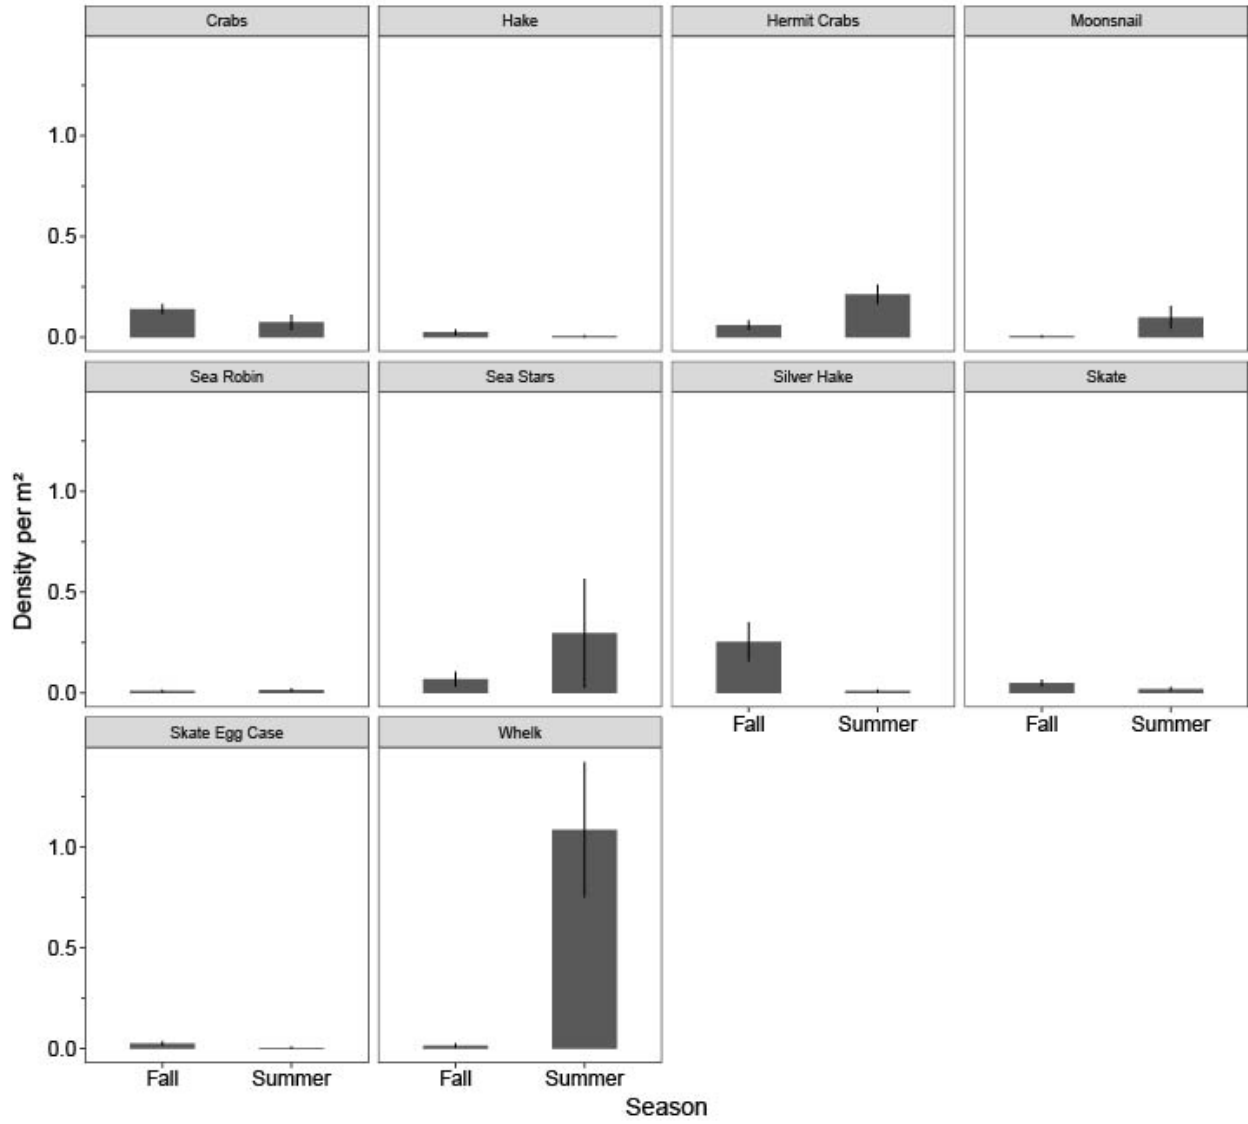 Crabs Hake Hermit Crabs Moonsnail
1.0
0.5
0.0
Sea Robin Sea Stars Silver Hake Skate
1.0
0.5
0.0
Fall Summer Fall Summer
Skate Egg Case Whelk
1.0
0.5
0.0
Fall Summer Fall Summer
Season
Density per m²